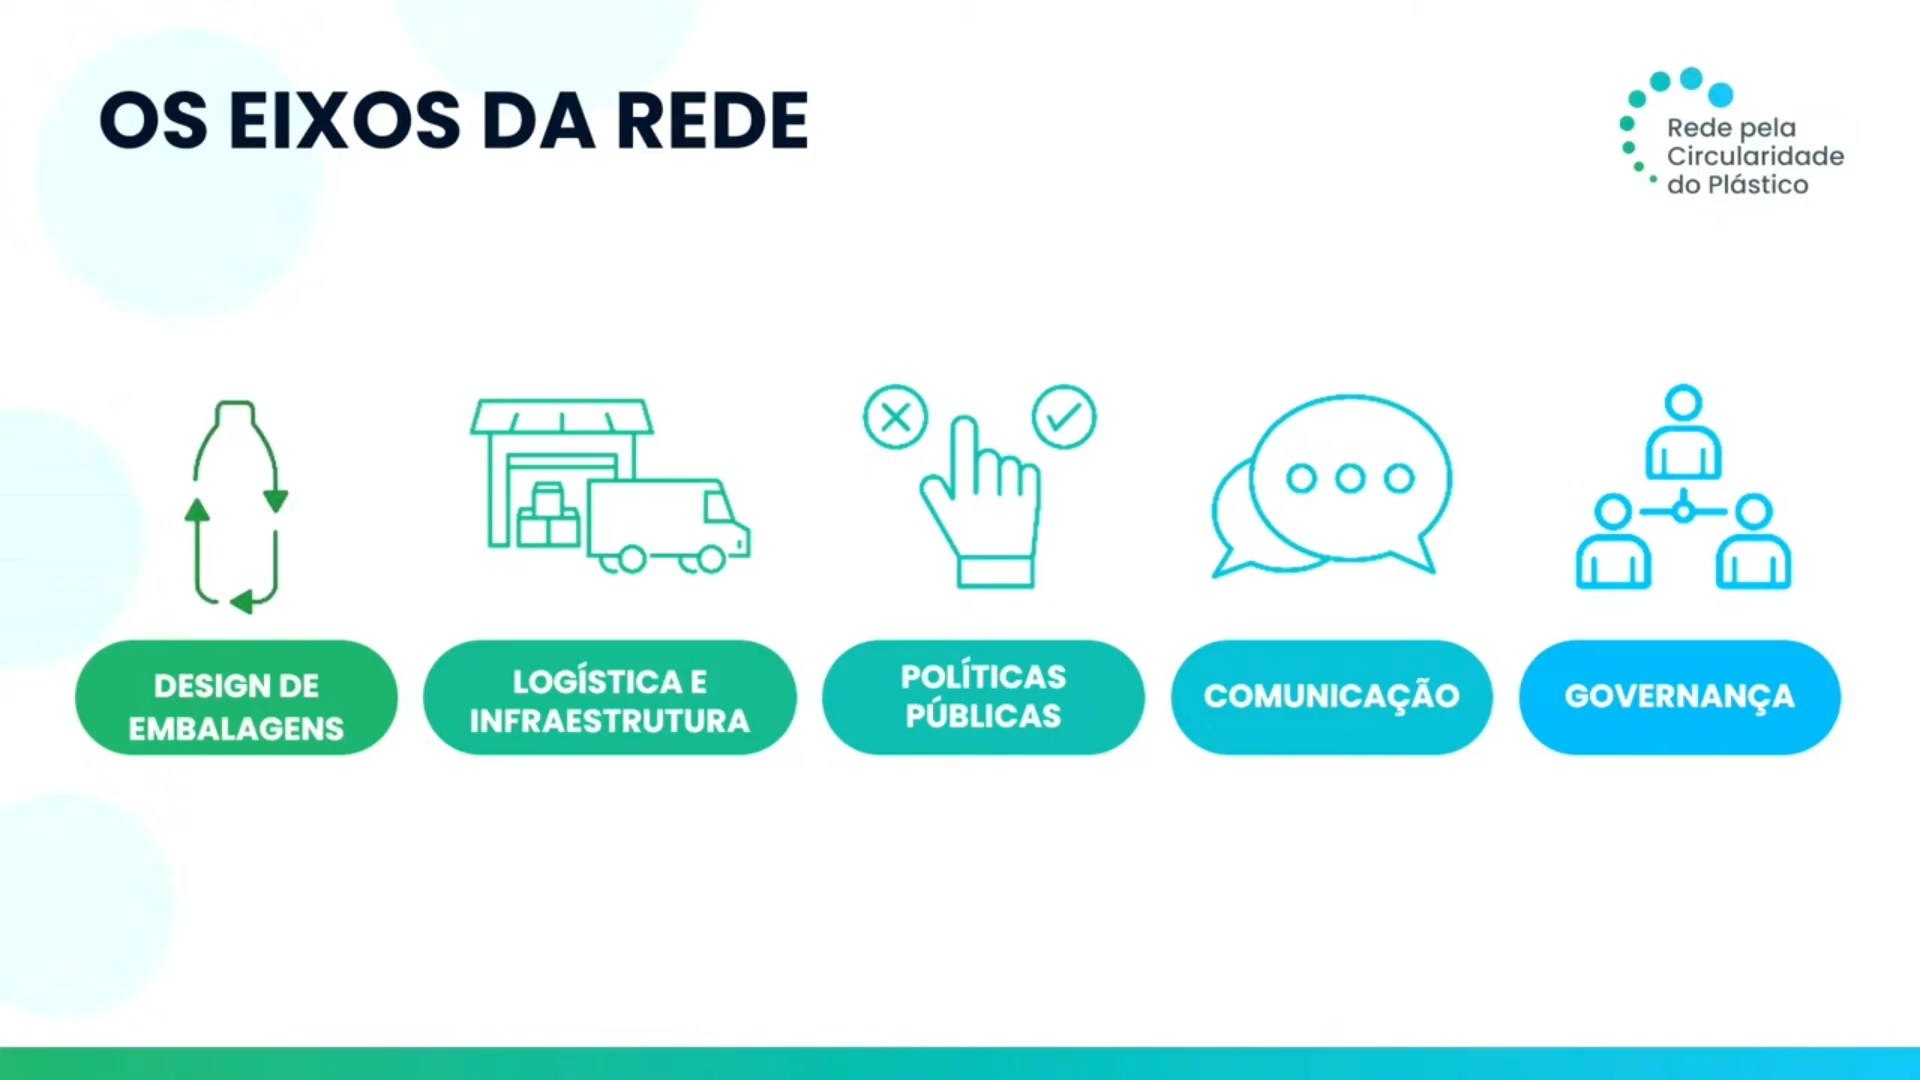 OS EIXOS DA REDE
Rede pela
Circularidade
do Plástico
DESIGN DE
EMBALAGENS
LOGÍSTICA E
INFRAESTRUTURA
POLÍTICAS
PÚBLICAS
COMUNICAÇÃO
GOVERNANÇA